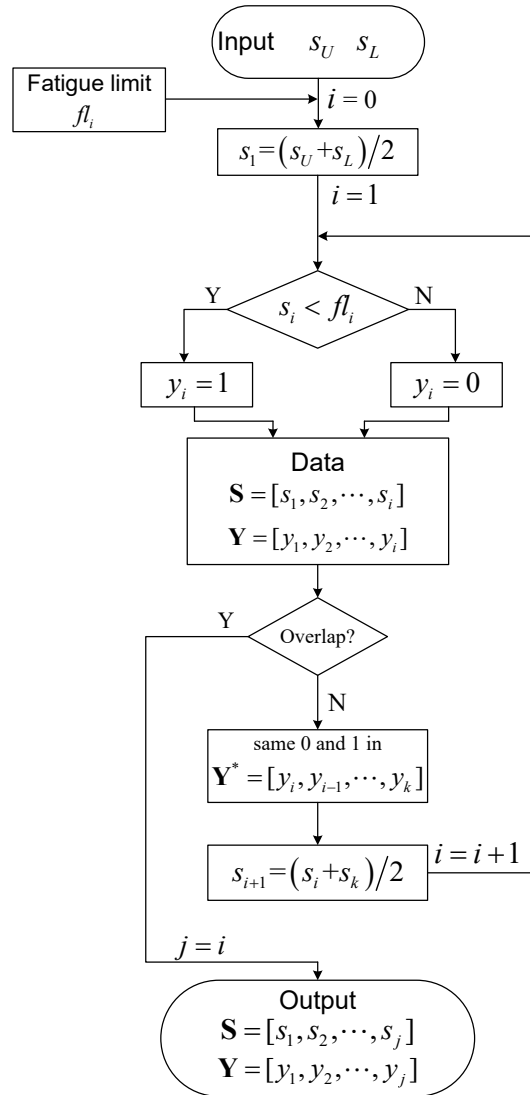 Input s_U s_L
Fatigue limit
fl_i
i = 0
s_1=(s_U+s_L)/2
i = 1
Y
N
s_i < fl_i
y_i = 1
y_i = 0
Data
S = [s_1, s_2, ⋯, s_i]
Y = [y_1, y_2, ⋯, y_i]
Y
Overlap?
N
same 0 and 1 in
Y^* = [y_i, y_{i−1}, ⋯, y_k]
s_{i+1}=(s_i+s_k)/2
i = i+1
j = i
Output
S = [s_1, s_2, ⋯, s_j]
Y = [y_1, y_2, ⋯, y_j]